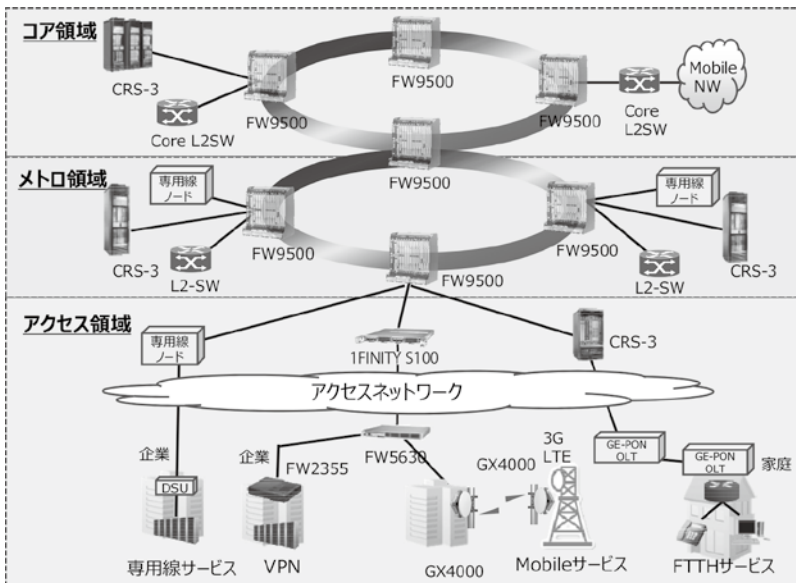 コア領域
CRS-3
Core L2SW
FW9500
FW9500
FW9500
FW9500
Core
L2SW
Mobile
NW
メトロ領域
専用線
ノード
CRS-3
L2-SW
FW9500
FW9500
FW9500
専用線
ノード
L2-SW
CRS-3
アクセス領域
専用線
ノード
1FINITY S100
CRS-3
アクセスネットワーク
企業
DSU
専用線サービス
企業
FW2355
VPN
FW5630
GX4000
GX4000
3G
LTE
Mobileサービス
GE-PON
OLT
GE-PON
OLT
家庭
FTTHサービス